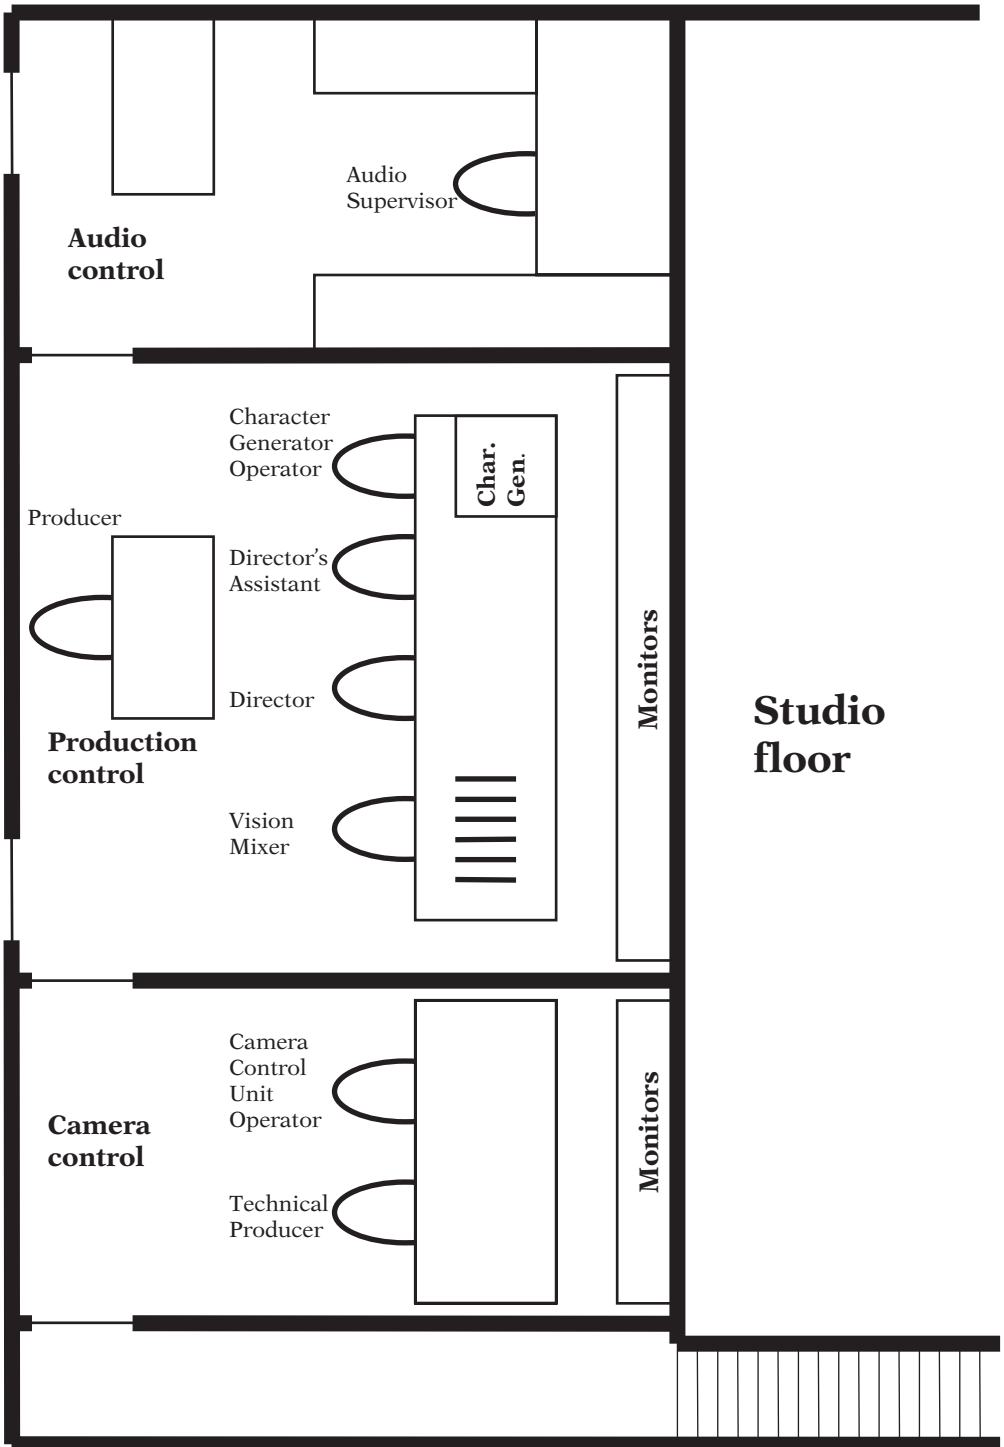 Audio
Supervisor
Audio
control
Character
Generator
Operator
Char.
Gen.
Producer
Director’s
Assistant
Monitors
Director
Studio
floor
Production
control
Vision
Mixer
Camera
Control
Unit
Operator
Monitors
Camera
control
Technical
Producer